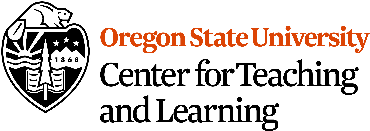 1868
Oregon State University
Center for Teaching
and Learning